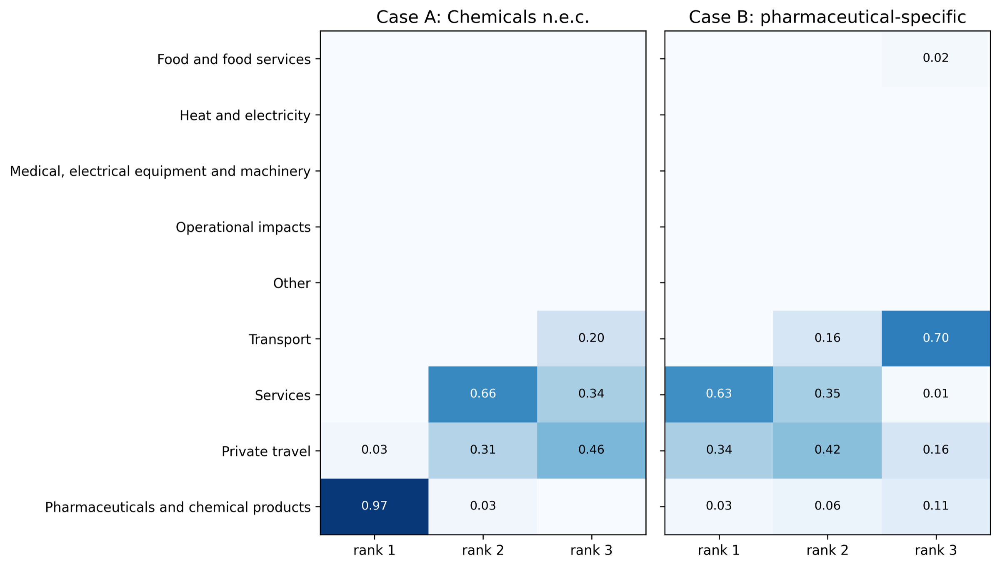 Case A: Chemicals n.e.c.
Case B: pharmaceutical-specific
Food and food services
0.02
Heat and electricity
Medical, electrical equipment and machinery
Operational impacts
Other
Transport
0.20
0.16
0.70
Services
0.66
0.34
0.63
0.35
0.01
Private travel
0.03
0.31
0.46
0.34
0.42
0.16
Pharmaceuticals and chemical products
0.97
0.03
0.03
0.06
0.11
rank 1
rank 2
rank 3
rank 1
rank 2
rank 3